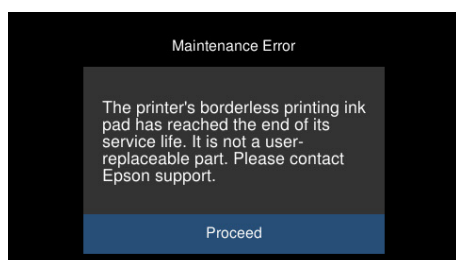 Maintenance Error
The printer's borderless printing ink
pad has reached the end of its
service life. It is not a user-
replaceable part. Please contact
Epson support.
Proceed